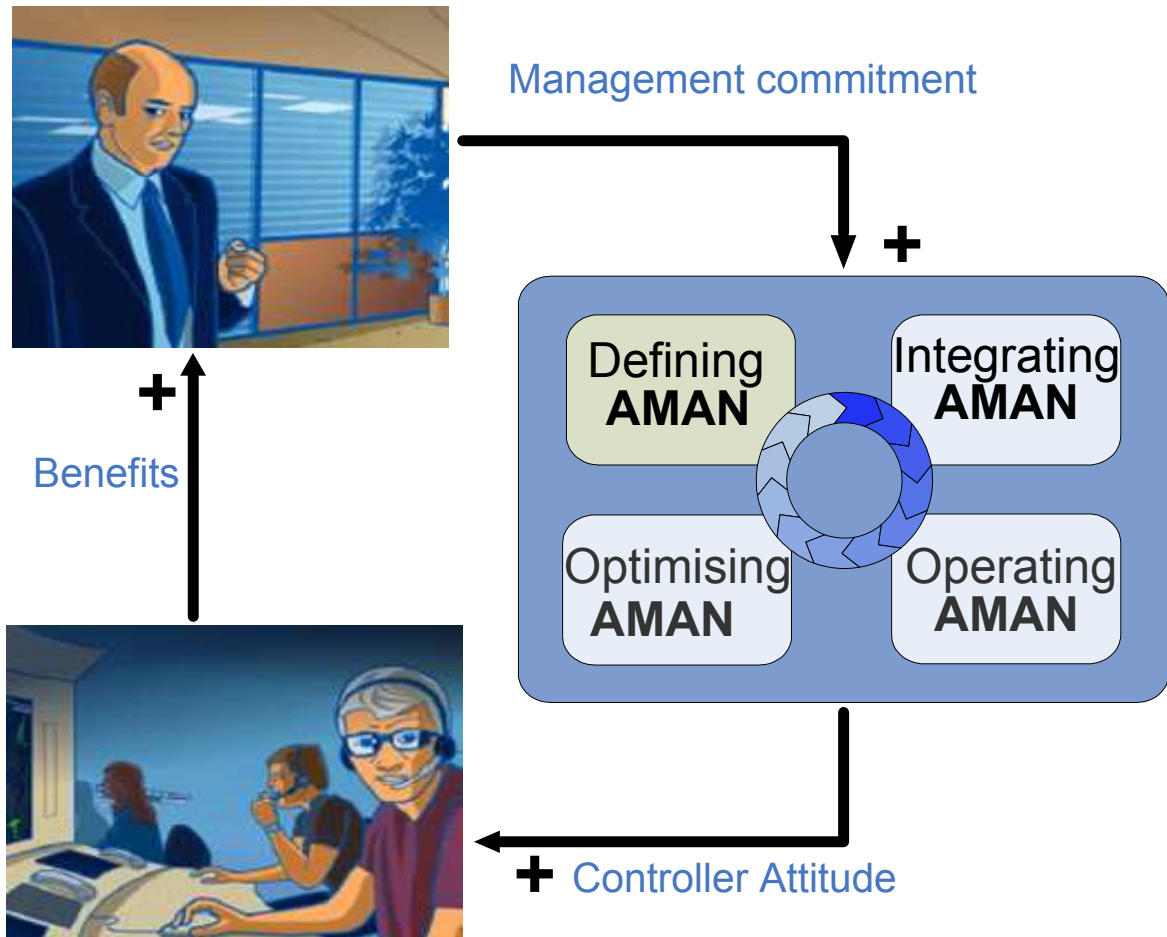 Management commitment
+
Defining
AMAN
Integrating
AMAN
Optimising
AMAN
Operating
AMAN
+
Controller Attitude
+
Benefits